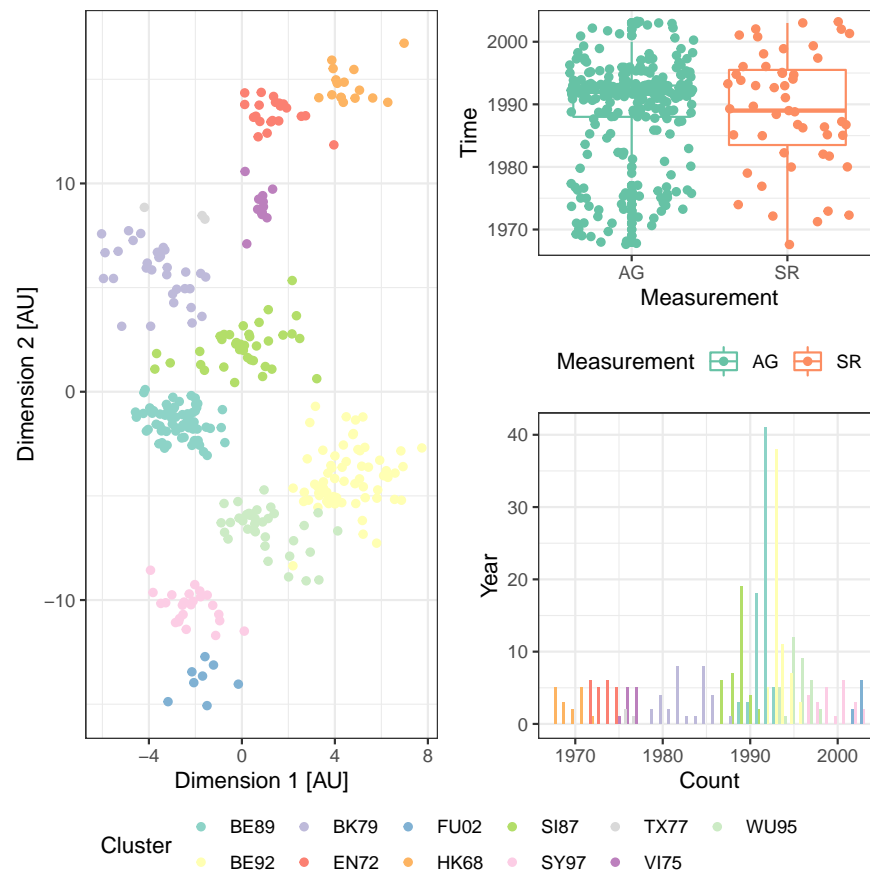 10
0
−10
Dimension 2 [AU]
−4
0
4
8
Dimension 1 [AU]
2000
1990
1980
1970
Time
AG
SR
Measurement
Measurement AG SR
40
30
20
10
0
Year
1970
1980
1990
2000
Count
Cluster
BE89 BK79 FU02 SI87 TX77 WU95
BE92 EN72 HK68 SY97 VI75